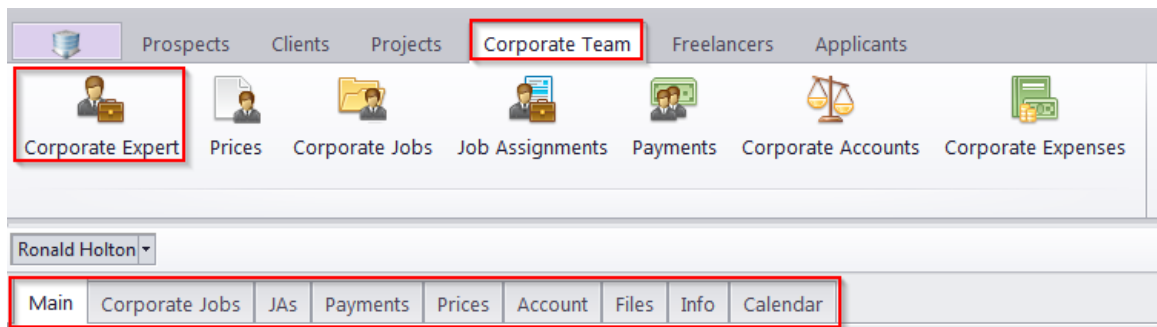 Prospects Clients Projects Corporate Team Freelancers Applicants
Corporate Expert Prices Corporate Jobs Job Assignments Payments Corporate Accounts Corporate Expenses
Ronald Holton
Main Corporate Jobs JAs Payments Prices Account Files Info Calendar